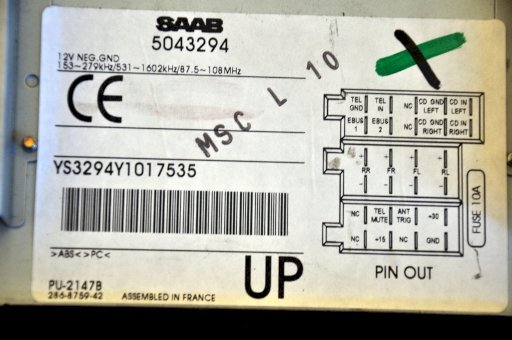 SAAB
5043294
12V NEG.GND
153~279kHz/531~1602kHz/87.5~108MHz
CE
MSC L 10
YS3294Y1017535
>ABS<>PC<
PU-2147B
286-8759-42 ASSEMBLED IN FRANCE
UP
TEL GND TEL IN NC CD GND LEFT CD IN LEFT
EBUS 1 EBUS 2 NC CD GND RIGHT CD IN RIGHT
+ + + +
RR FR FL RL
- - - -
NC TEL MUTE ANT TRIG +30
NC +15 NC GND
FUSE 10A
PIN OUT